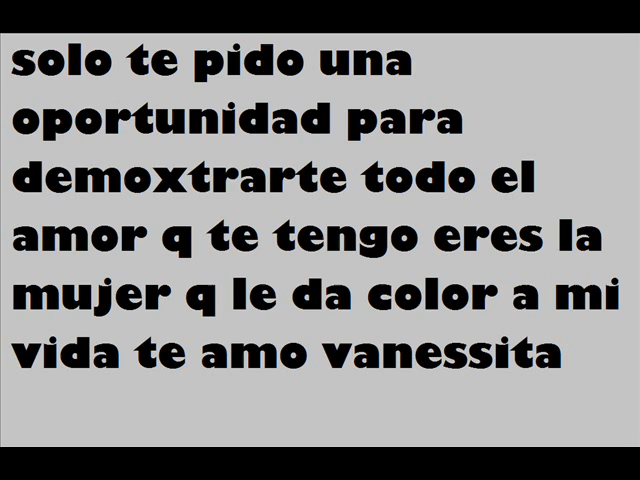 solo te pido una
oportunidad para
demoxtrarte todo el
amor q te tengo eres la
mujer q le da color a mi
vida te amo vanessita